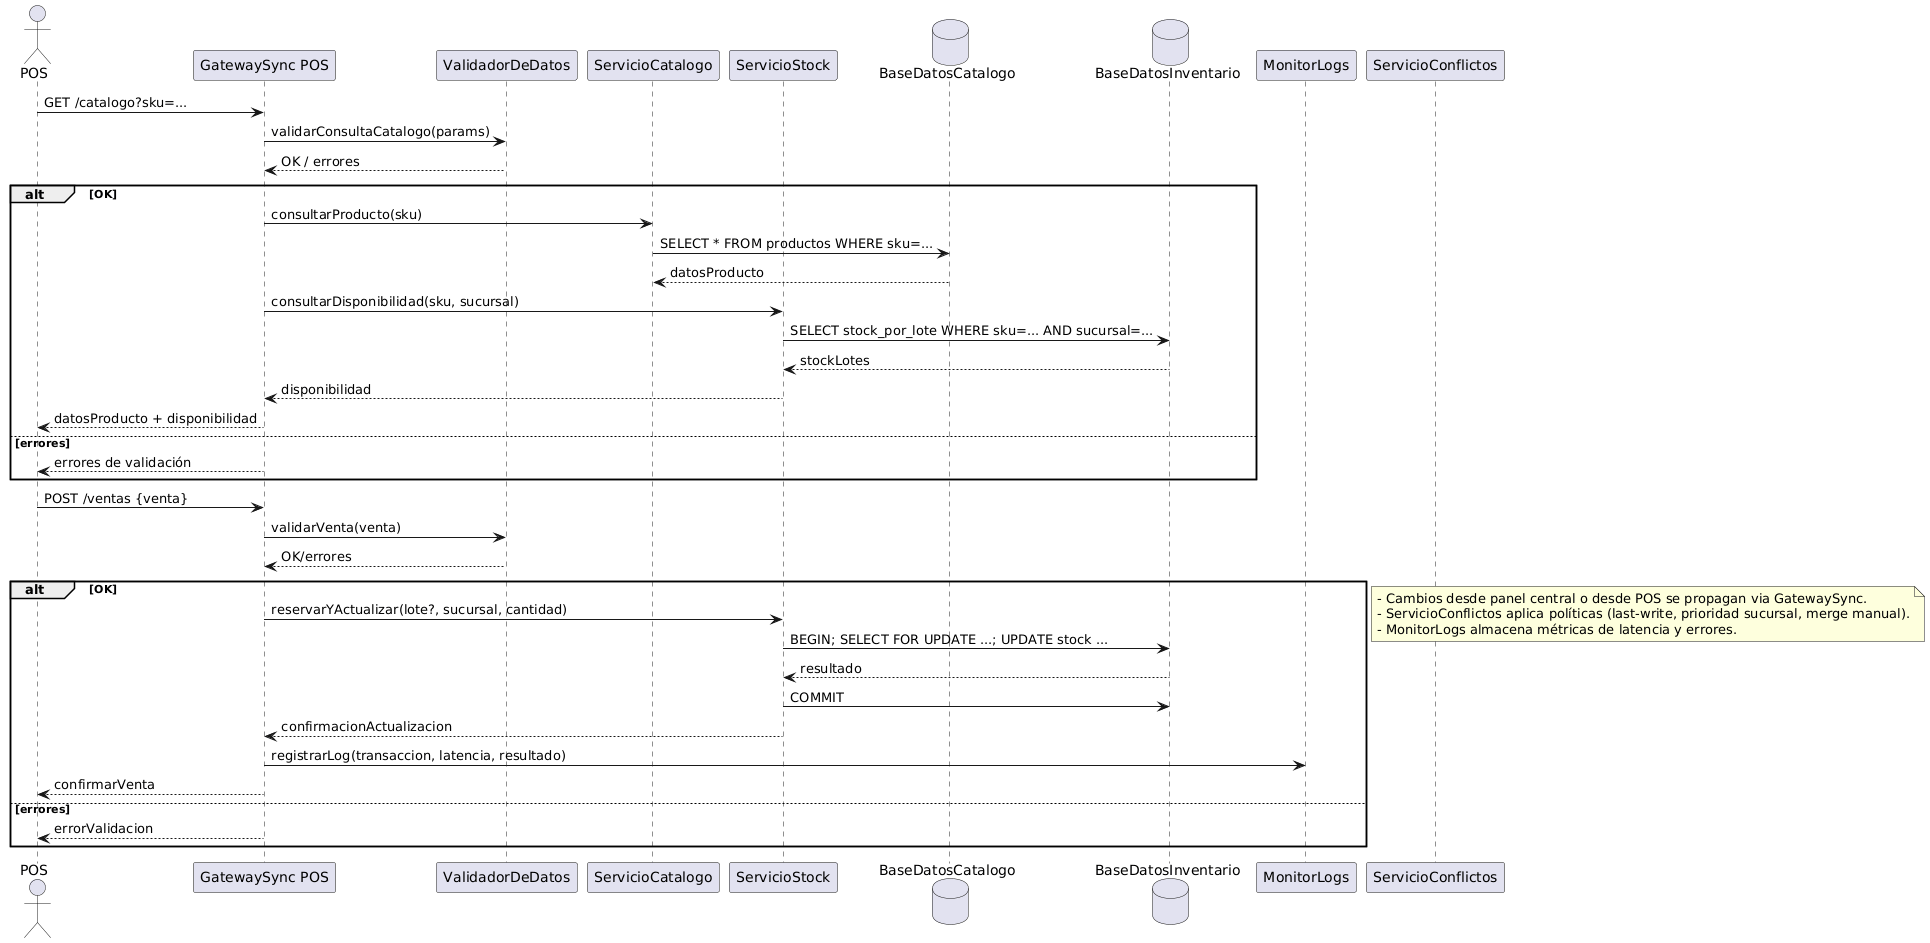 POS
GatewaySync POS
ValidadorDeDatos
ServicioCatalogo
ServicioStock
BaseDatosCatalogo
BaseDatosInventario
MonitorLogs
ServicioConflictos
GET /catalogo?sku=...
validarConsultaCatalogo(params)
OK / errores
alt [OK]
consultarProducto(sku)
SELECT * FROM productos WHERE sku=...
datosProducto
consultarDisponibilidad(sku, sucursal)
SELECT stock_por_lote WHERE sku=... AND sucursal=...
stockLotes
disponibilidad
datosProducto + disponibilidad
[errores]
errores de validación
POST /ventas {venta}
validarVenta(venta)
OK/errores
alt [OK]
- Cambios desde panel central o desde POS se propagan via GatewaySync.
- ServicioConflictos aplica políticas (last-write, prioridad sucursal, merge manual).
- MonitorLogs almacena métricas de latencia y errores.
reservarYActualizar(lote?, sucursal, cantidad)
BEGIN; SELECT FOR UPDATE ...; UPDATE stock ...
resultado
COMMIT
confirmacionActualizacion
registrarLog(transaccion, latencia, resultado)
confirmarVenta
[errores]
errorValidacion
POS
GatewaySync POS
ValidadorDeDatos
ServicioCatalogo
ServicioStock
BaseDatosCatalogo
BaseDatosInventario
MonitorLogs
ServicioConflictos